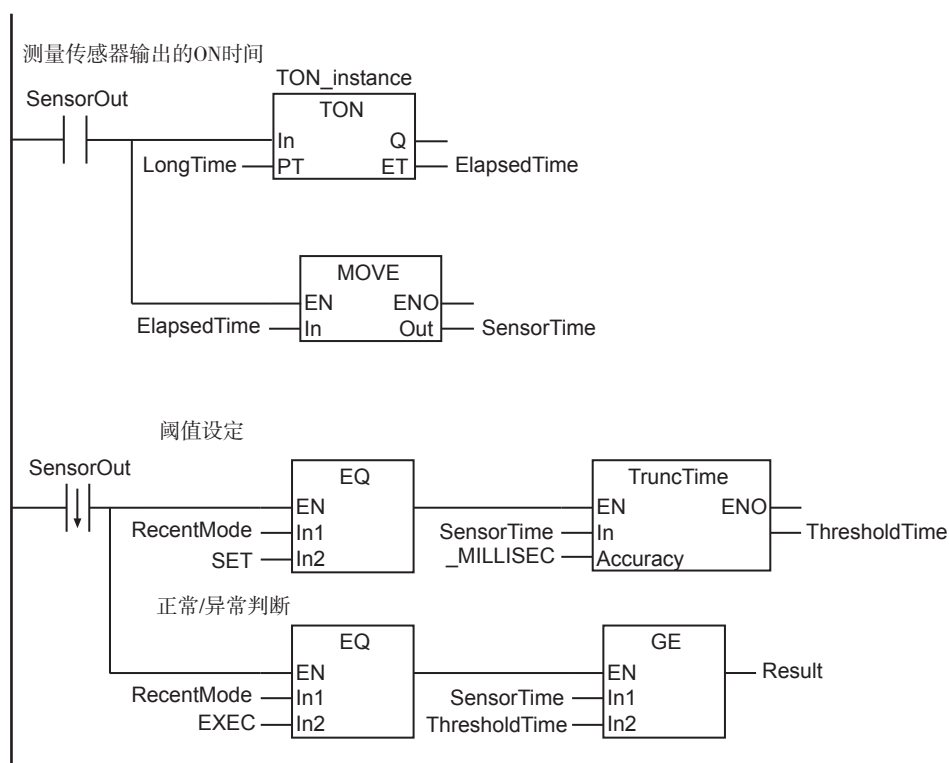 测量传感器输出的ON时间
TON_instance
SensorOut
TON
In Q
LongTime PT ET ElapsedTime
MOVE
EN ENO
ElapsedTime In Out SensorTime
阈值设定
SensorOut
EQ TruncTime
EN EN ENO
RecentMode In1 SensorTime In ThresholdTime
SET In2 _MILLISEC Accuracy
正常/异常判断
EQ GE
EN EN Result
RecentMode In1 SensorTime In1
EXEC In2 ThresholdTime In2